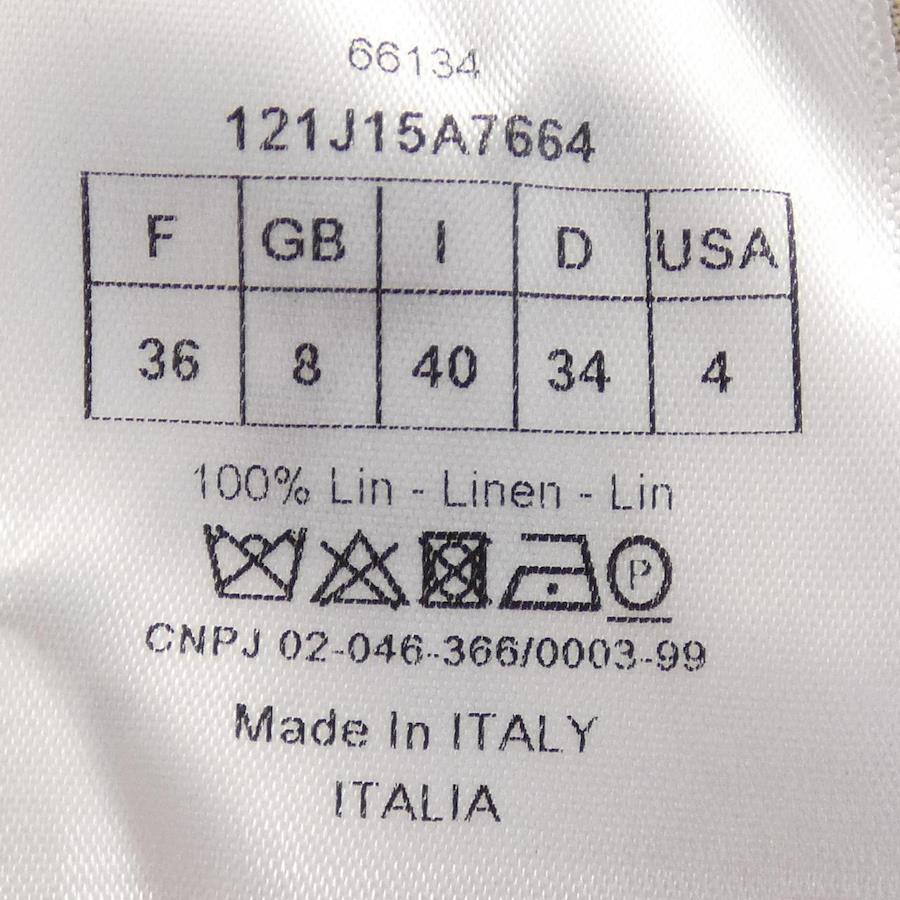 66134
121J15A7664
F GB I D USA
36 8 40 34 4
100% Lin - Linen - Lin
P
CNPJ 02-046-366/0003-99
Made In ITALY
ITALIA